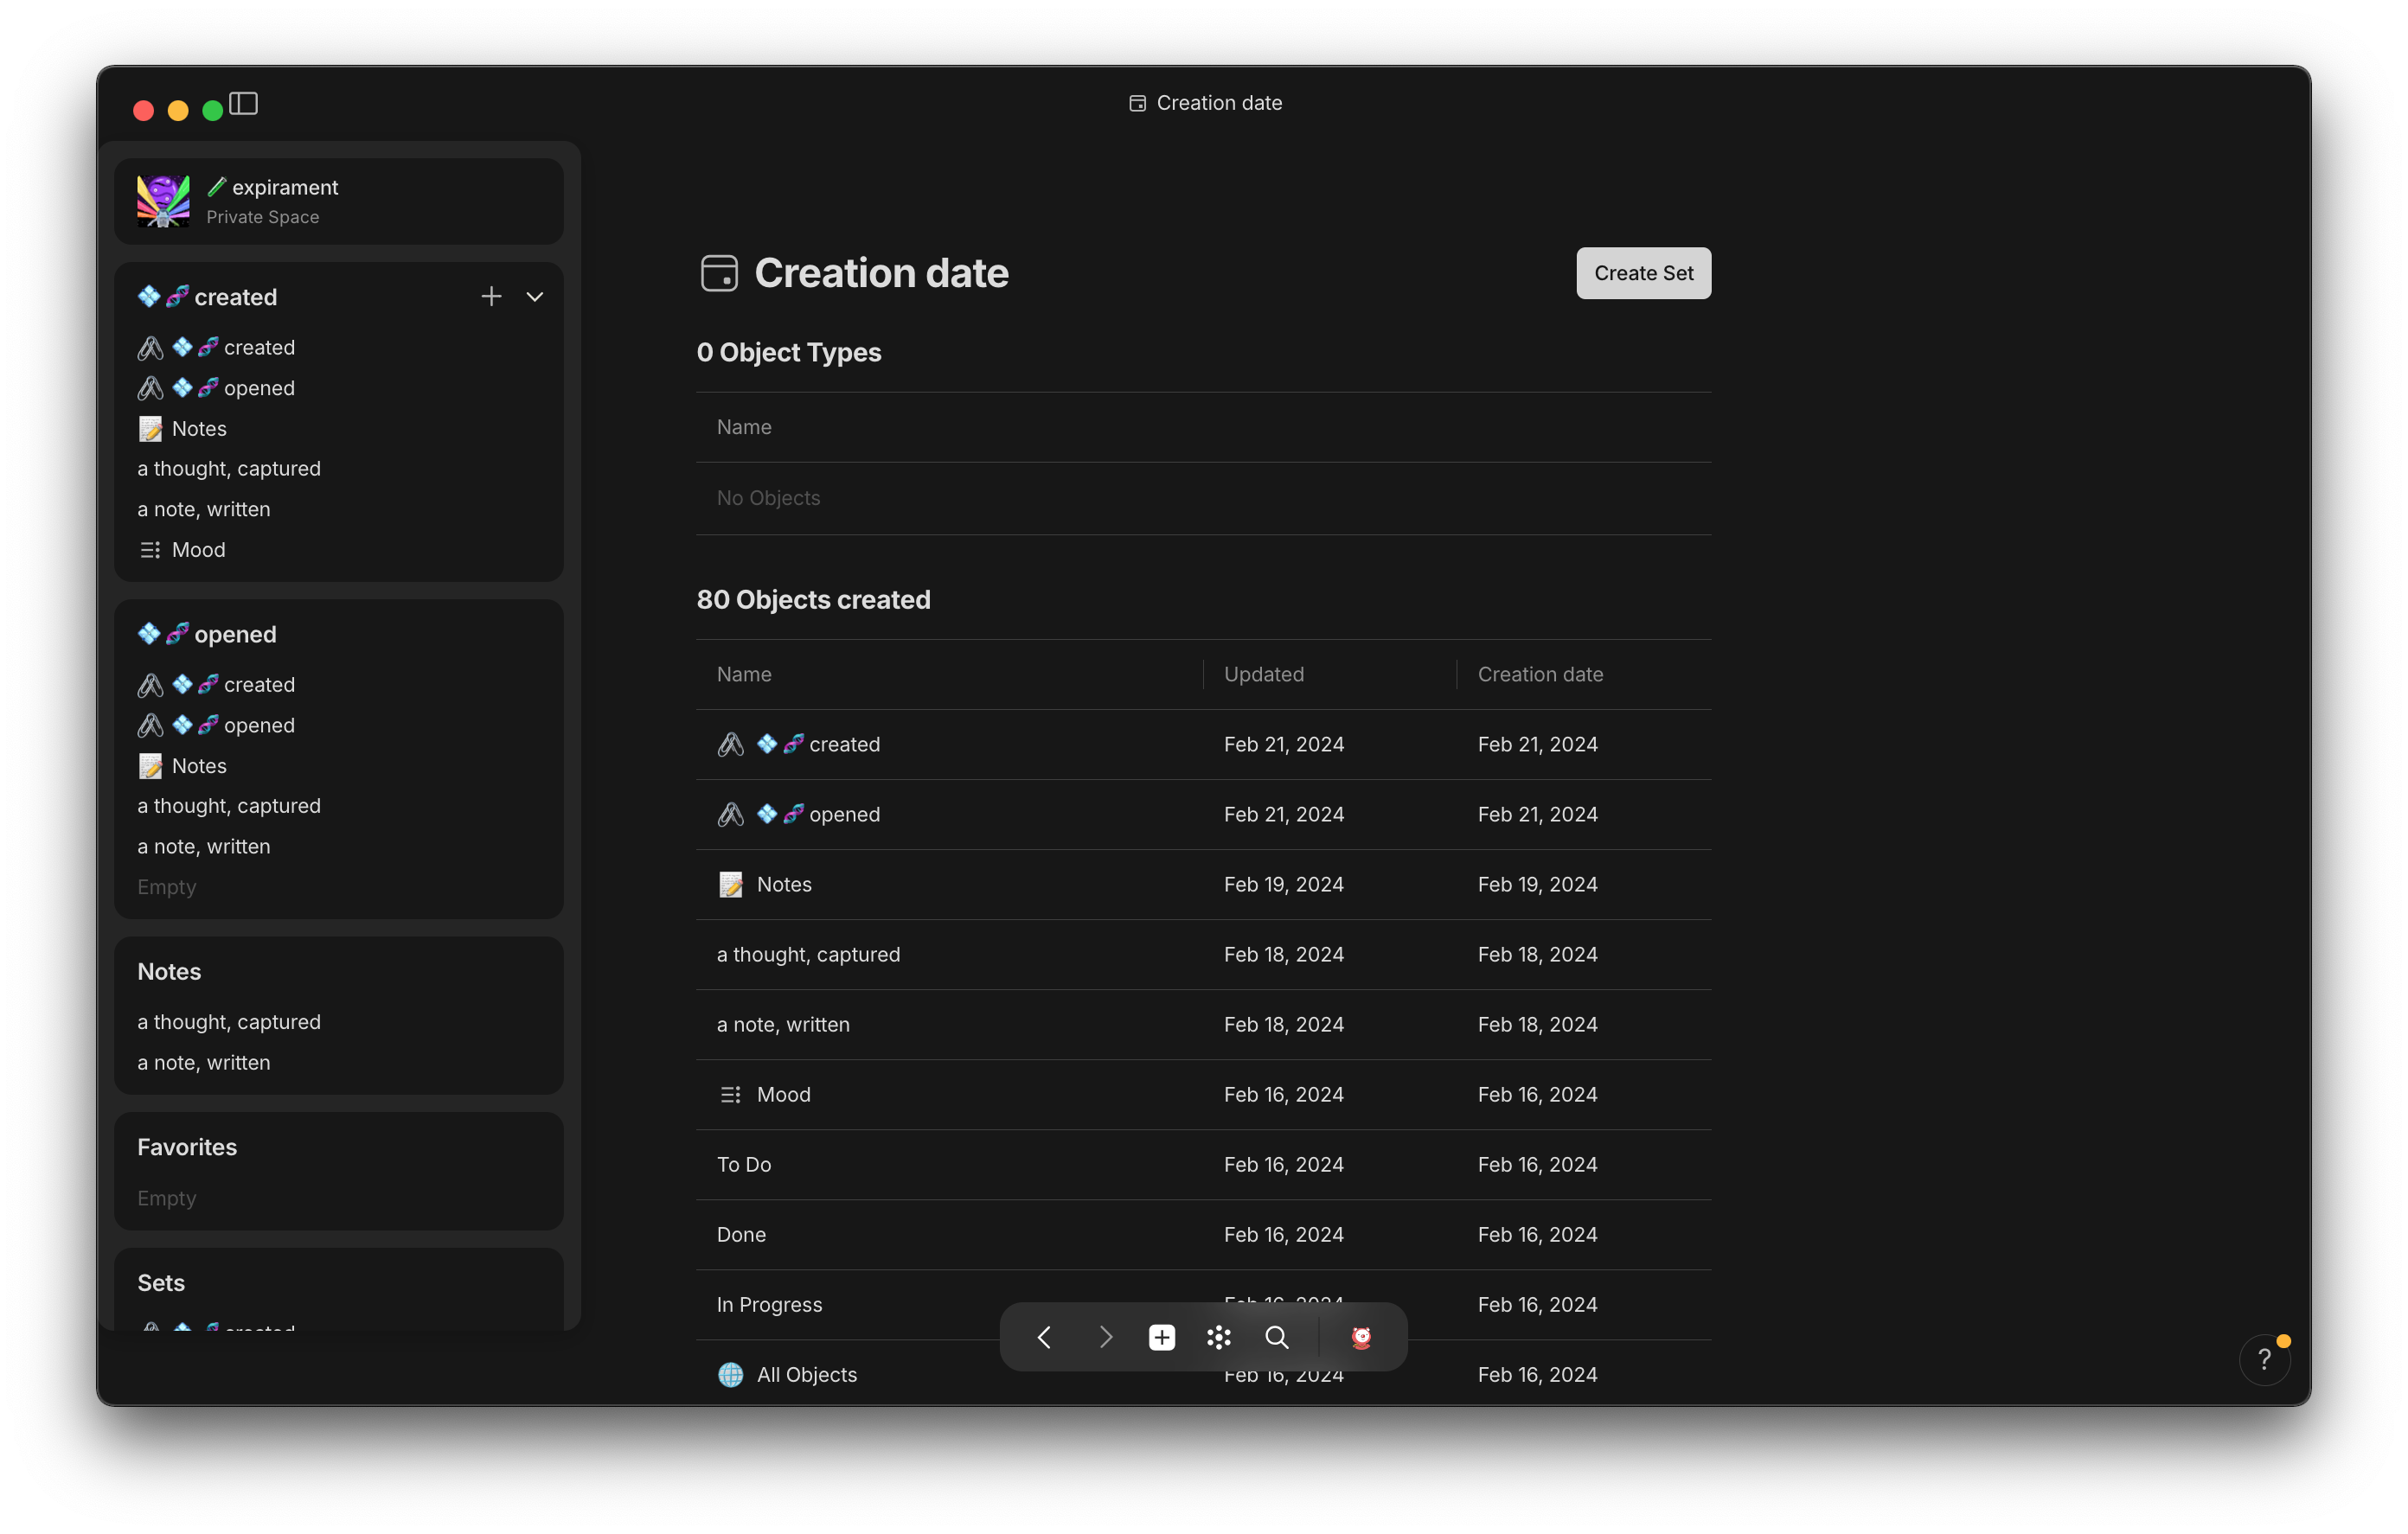 Creation date
expirament
Private Space
created
created
opened
Notes
a thought, captured
a note, written
Mood
opened
created
opened
Notes
a thought, captured
a note, written
Empty
Notes
a thought, captured
a note, written
Favorites
Empty
Sets
created
Creation date
Create Set
0 Object Types
Name
No Objects
80 Objects created
Name Updated Creation date
created Feb 21, 2024 Feb 21, 2024
opened Feb 21, 2024 Feb 21, 2024
Notes Feb 19, 2024 Feb 19, 2024
a thought, captured Feb 18, 2024 Feb 18, 2024
a note, written Feb 18, 2024 Feb 18, 2024
Mood Feb 16, 2024 Feb 16, 2024
To Do Feb 16, 2024 Feb 16, 2024
Done Feb 16, 2024 Feb 16, 2024
In Progress Feb 16, 2024 Feb 16, 2024
All Objects Feb 16, 2024 Feb 16, 2024
?